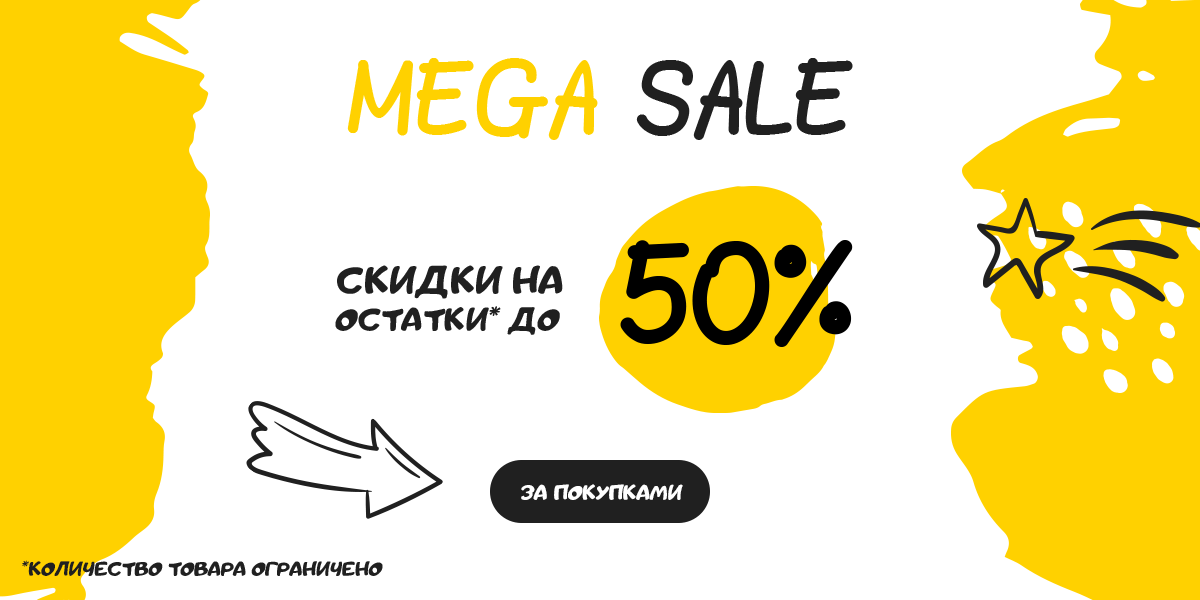 MEGA SALE
СКИДКИ НА
ОСТАТКИ* ДО
50%
ЗА ПОКУПКАМИ
*КОЛИЧЕСТВО ТОВАРА ОГРАНИЧЕНО